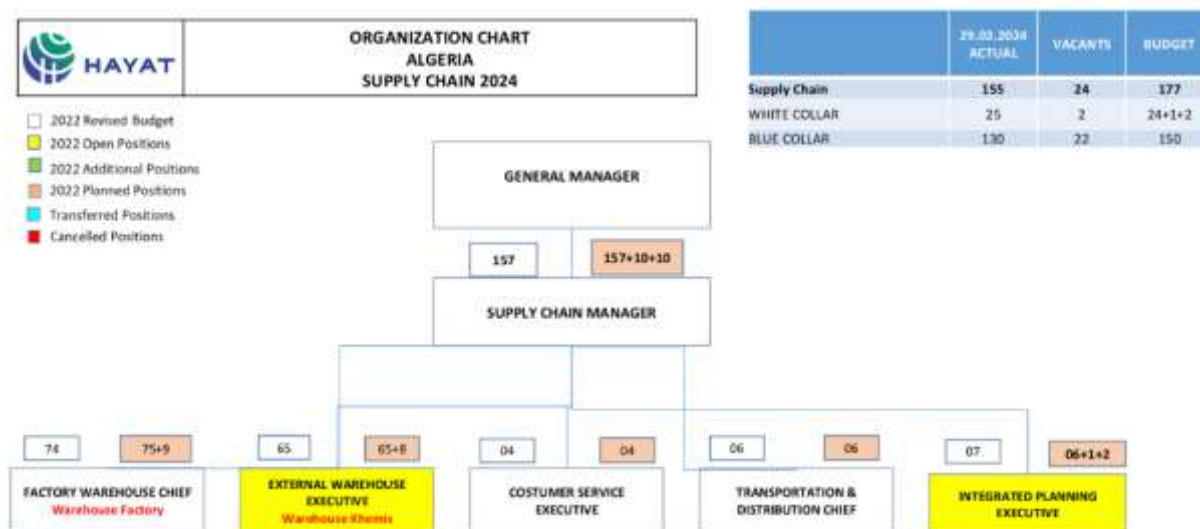 HAYAT
ORGANIZATION CHART
ALGERIA
SUPPLY CHAIN 2024
29.02.2024 ACTUAL VACANTS BUDGET
Supply Chain 155 24 177
WHITE COLLAR 25 2 24+1+2
BLUE COLLAR 130 22 150
2022 Revised Budget
2022 Open Positions
2022 Additional Positions
2022 Planned Positions
Transferred Positions
Cancelled Positions
GENERAL MANAGER
157 157+10+10
SUPPLY CHAIN MANAGER
74 75+9 65 65+8 04 04 06 06 07 06+1+2
FACTORY WAREHOUSE CHIEF
Warehouse Factory
EXTERNAL WAREHOUSE
EXECUTIVE
Warehouse Khemis
COSTUMER SERVICE
EXECUTIVE
TRANSPORTATION &
DISTRIBUTION CHIEF
INTEGRATED PLANNING
EXECUTIVE